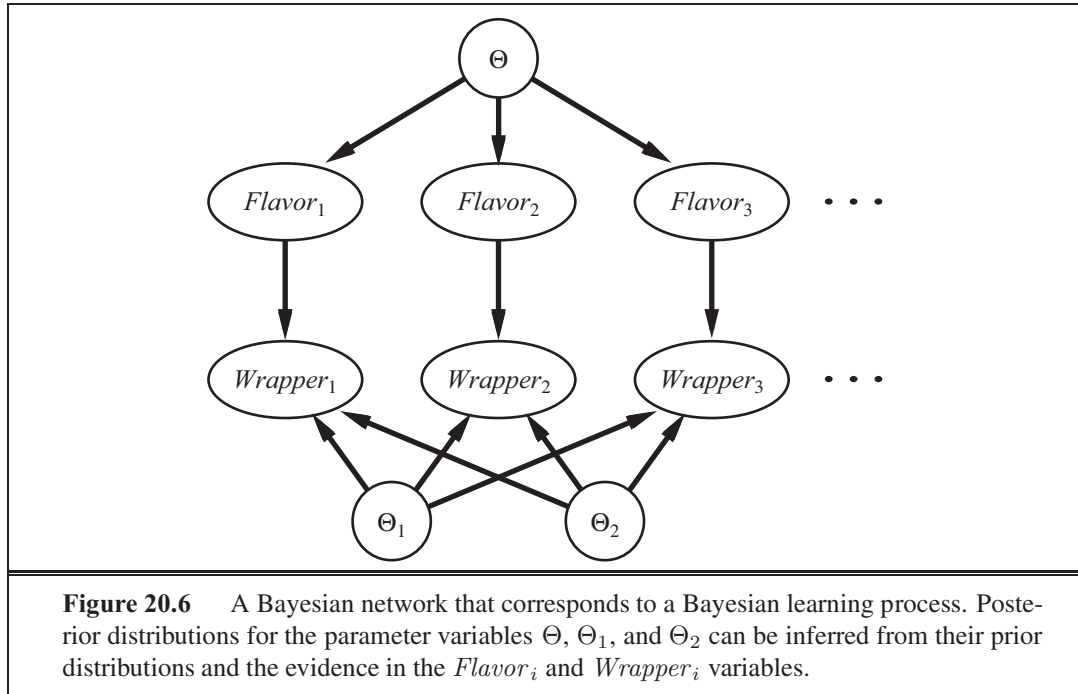 Θ
Flavor₁ Flavor₂ Flavor₃ . . .
Wrapper₁ Wrapper₂ Wrapper₃ . . .
Θ₁ Θ₂
Figure 20.6 A Bayesian network that corresponds to a Bayesian learning process. Poste-
rior distributions for the parameter variables Θ, Θ₁, and Θ₂ can be inferred from their prior
distributions and the evidence in the Flavorᵢ and Wrapperᵢ variables.